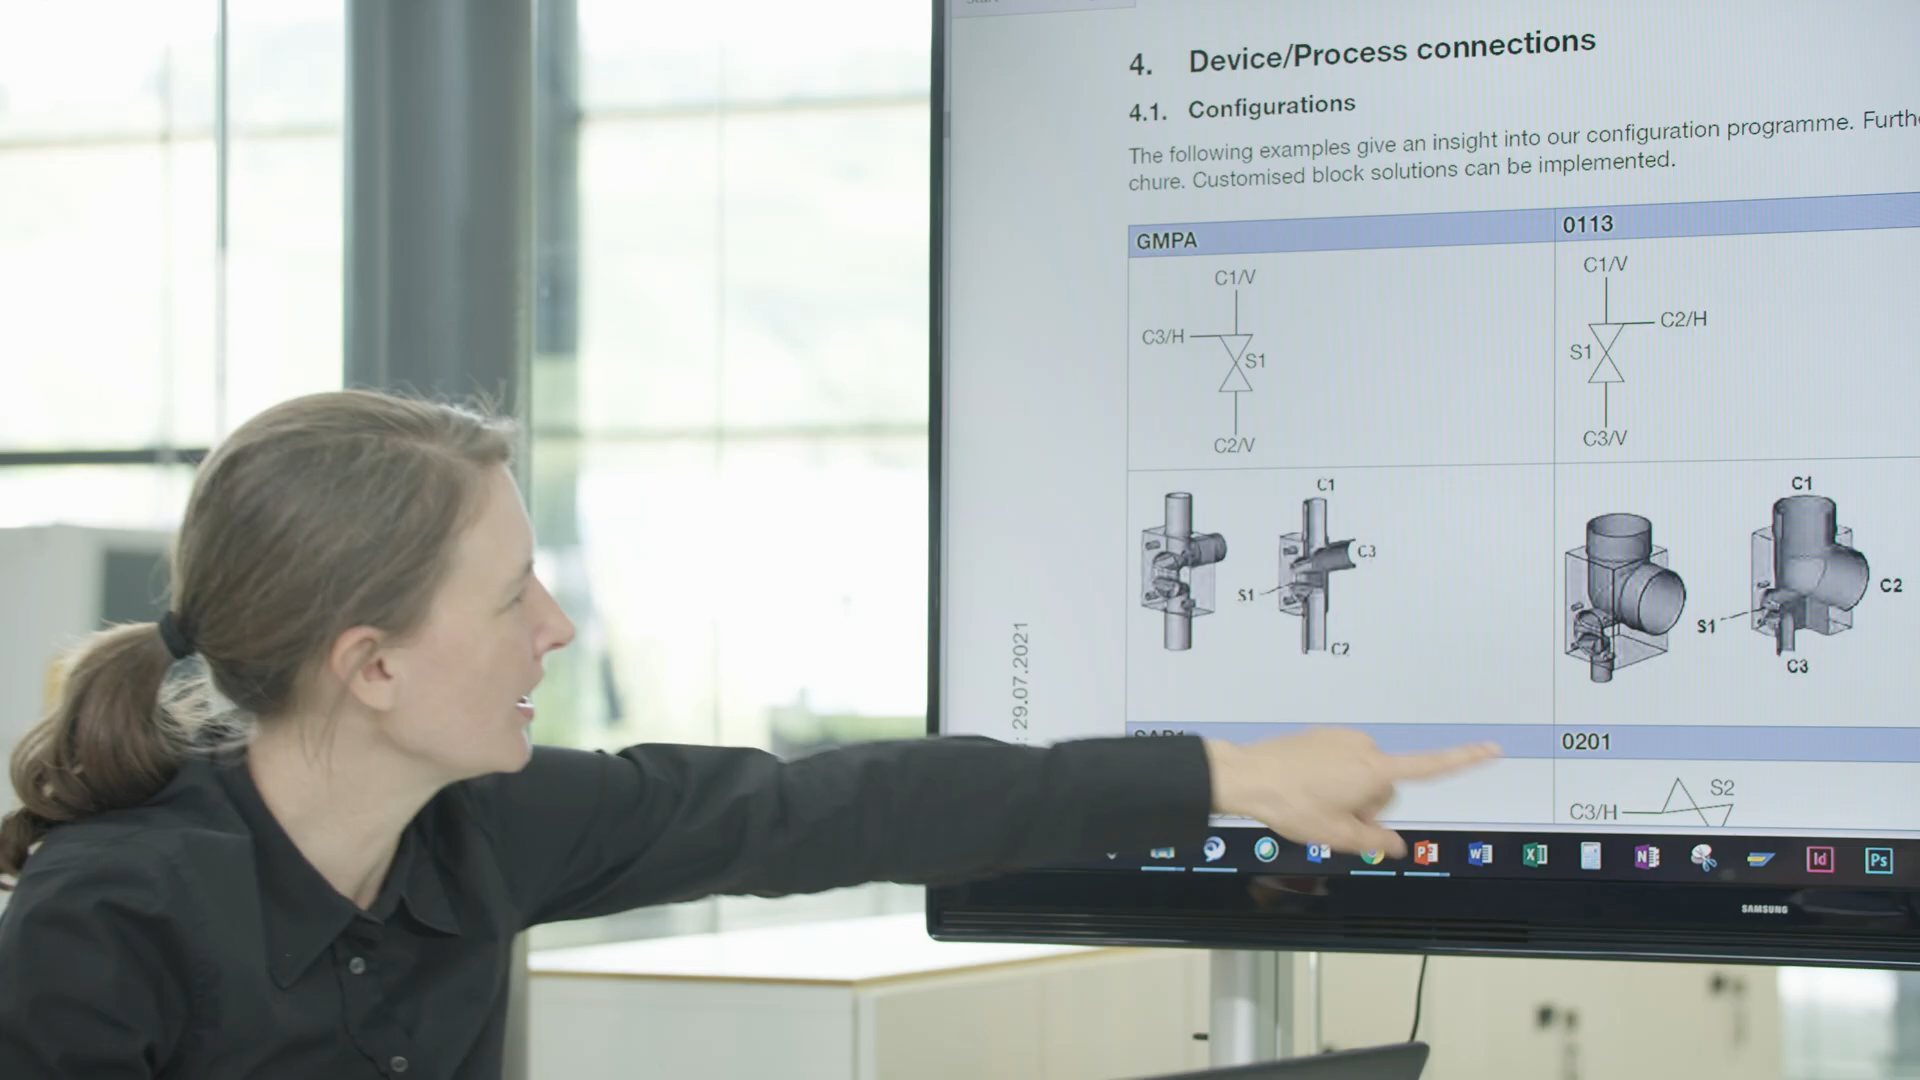 4. Device/Process connections
4.1. Configurations
The following examples give an insight into our configuration programme.
chure. Customised block solutions can be implemented.
GMPA
0113
C1/V
C3/H
S1
C2/V
C1/V
C2/H
S1
C3/V
C1
C3
S1
C2
C1
C2
S1
C3
29.07.2021
0201
C3/H
S2
SAMSUNG
Id
Ps